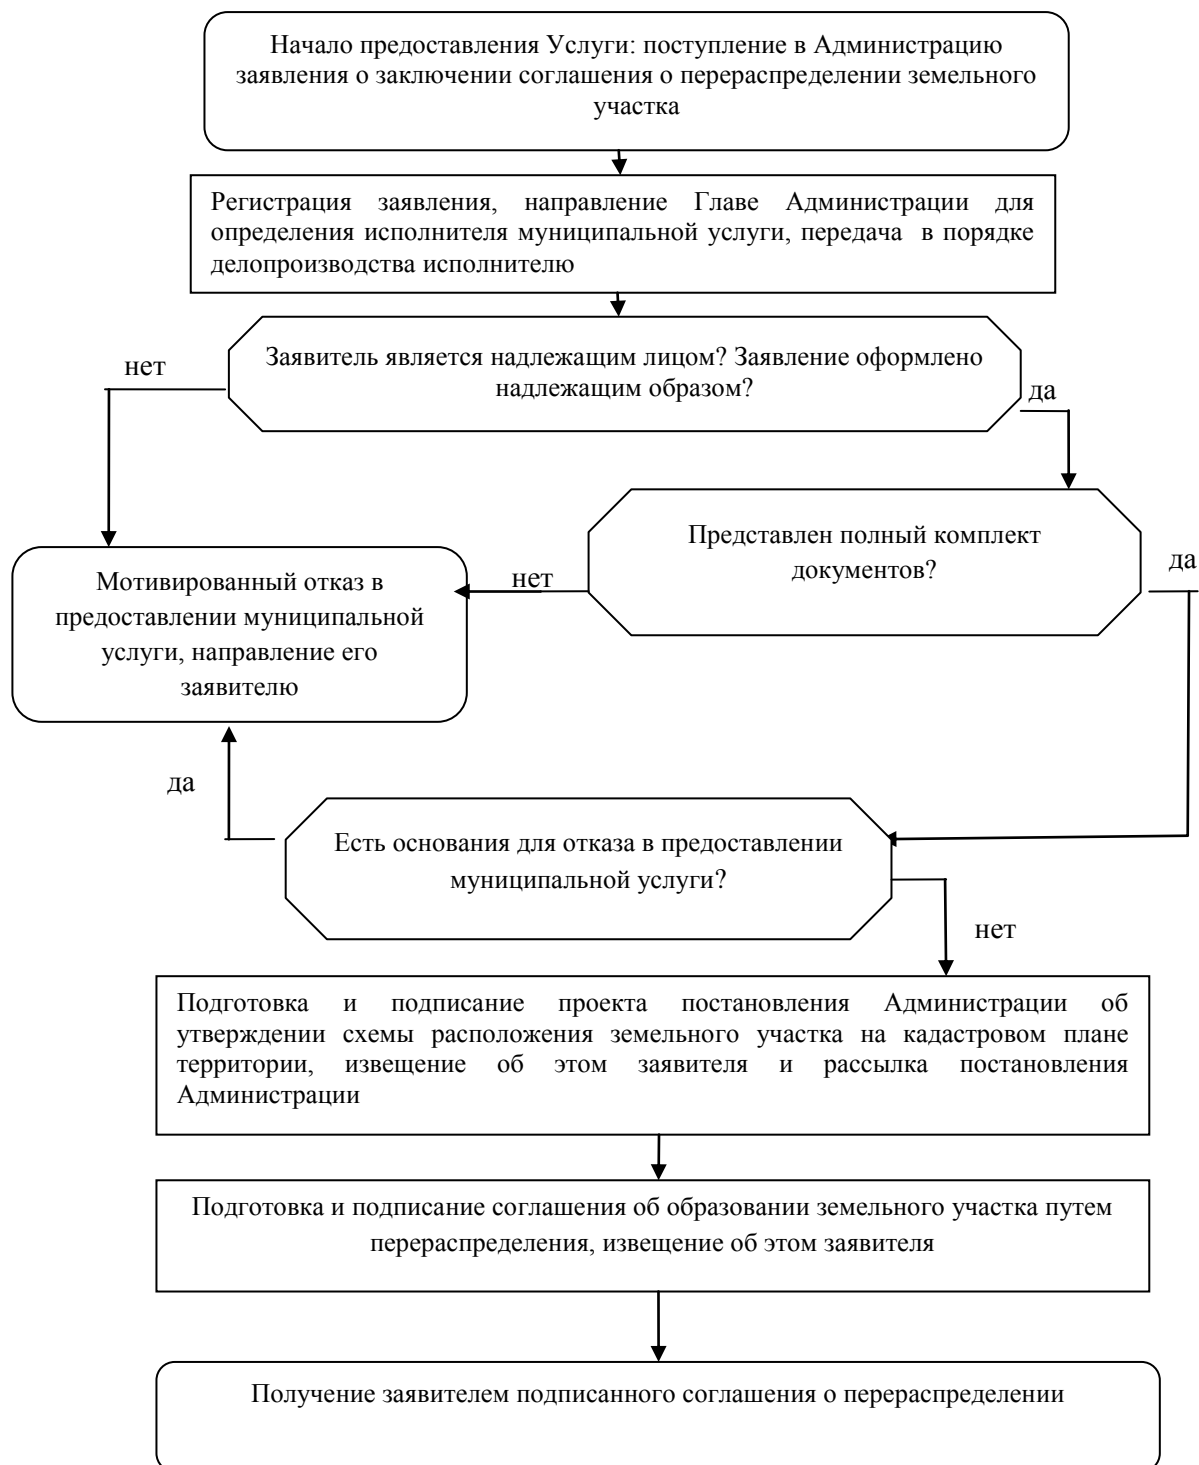 Начало предоставления Услуги: поступление в Администрацию
заявления о заключении соглашения о перераспределении земельного
участка
Регистрация заявления, направление Главе Администрации для
определения исполнителя муниципальной услуги, передача в порядке
делопроизводства исполнителю
Заявитель является надлежащим лицом? Заявление оформлено
надлежащим образом?
нет
да
Представлен полный комплект
документов?
да
нет
Мотивированный отказ в
предоставлении муниципальной
услуги, направление его
заявителю
да
Есть основания для отказа в предоставлении
муниципальной услуги?
нет
Подготовка и подписание проекта постановления Администрации об
утверждении схемы расположения земельного участка на кадастровом плане
территории, извещение об этом заявителя и рассылка постановления
Администрации
Подготовка и подписание соглашения об образовании земельного участка путем
перераспределения, извещение об этом заявителя
Получение заявителем подписанного соглашения о перераспределении